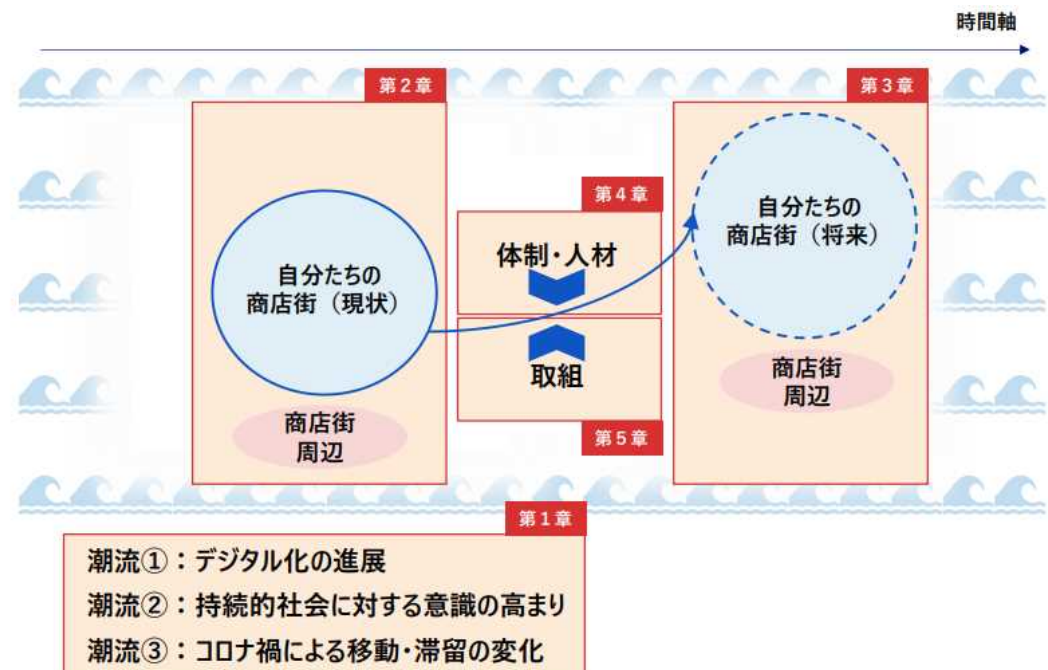 時間軸
第2章
第3章
自分たちの
商店街（現状）
商店街
周辺
第4章
体制・人材
取組
第5章
自分たちの
商店街（将来）
商店街
周辺
第1章
潮流①：デジタル化の進展
潮流②：持続的社会に対する意識の高まり
潮流③：コロナ禍による移動・滞留の変化